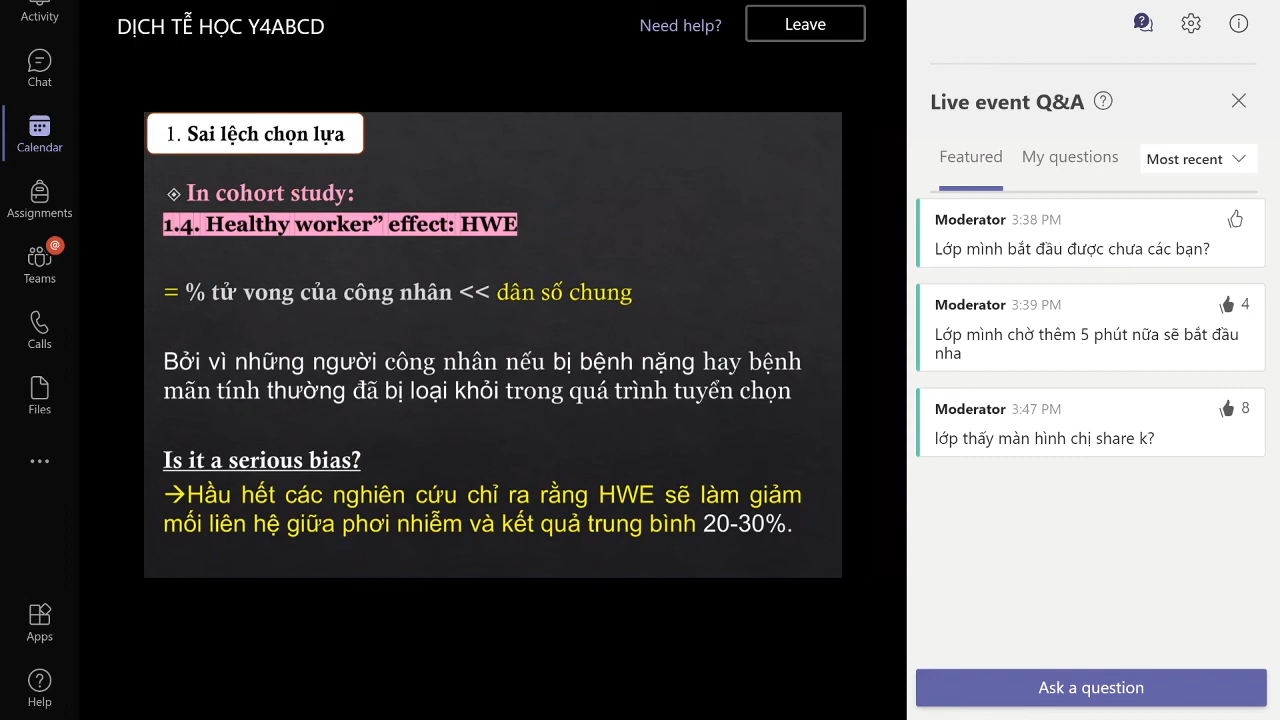 Activity
Chat
Calendar
Assignments
@
Teams
Calls
Files
Apps
Help
DỊCH TỄ HỌC Y4ABCD
Need help?
Leave
1. Sai lệch chọn lựa
In cohort study:
1.4. Healthy worker” effect: HWE
= % tử vong của công nhân << dân số chung
Bởi vì những người công nhân nếu bị bệnh nặng hay bệnh
mãn tính thường đã bị loại khỏi trong quá trình tuyển chọn
Is it a serious bias?
→Hầu hết các nghiên cứu chỉ ra rằng HWE sẽ làm giảm
mối liên hệ giữa phơi nhiễm và kết quả trung bình 20-30%.
Live event Q&A
Featured
My questions
Most recent
Moderator 3:38 PM
Lớp mình bắt đầu được chưa các bạn?
Moderator 3:39 PM 4
Lớp mình chờ thêm 5 phút nữa sẽ bắt đầu
nha
Moderator 3:47 PM 8
lớp thấy màn hình chị share k?
Ask a question